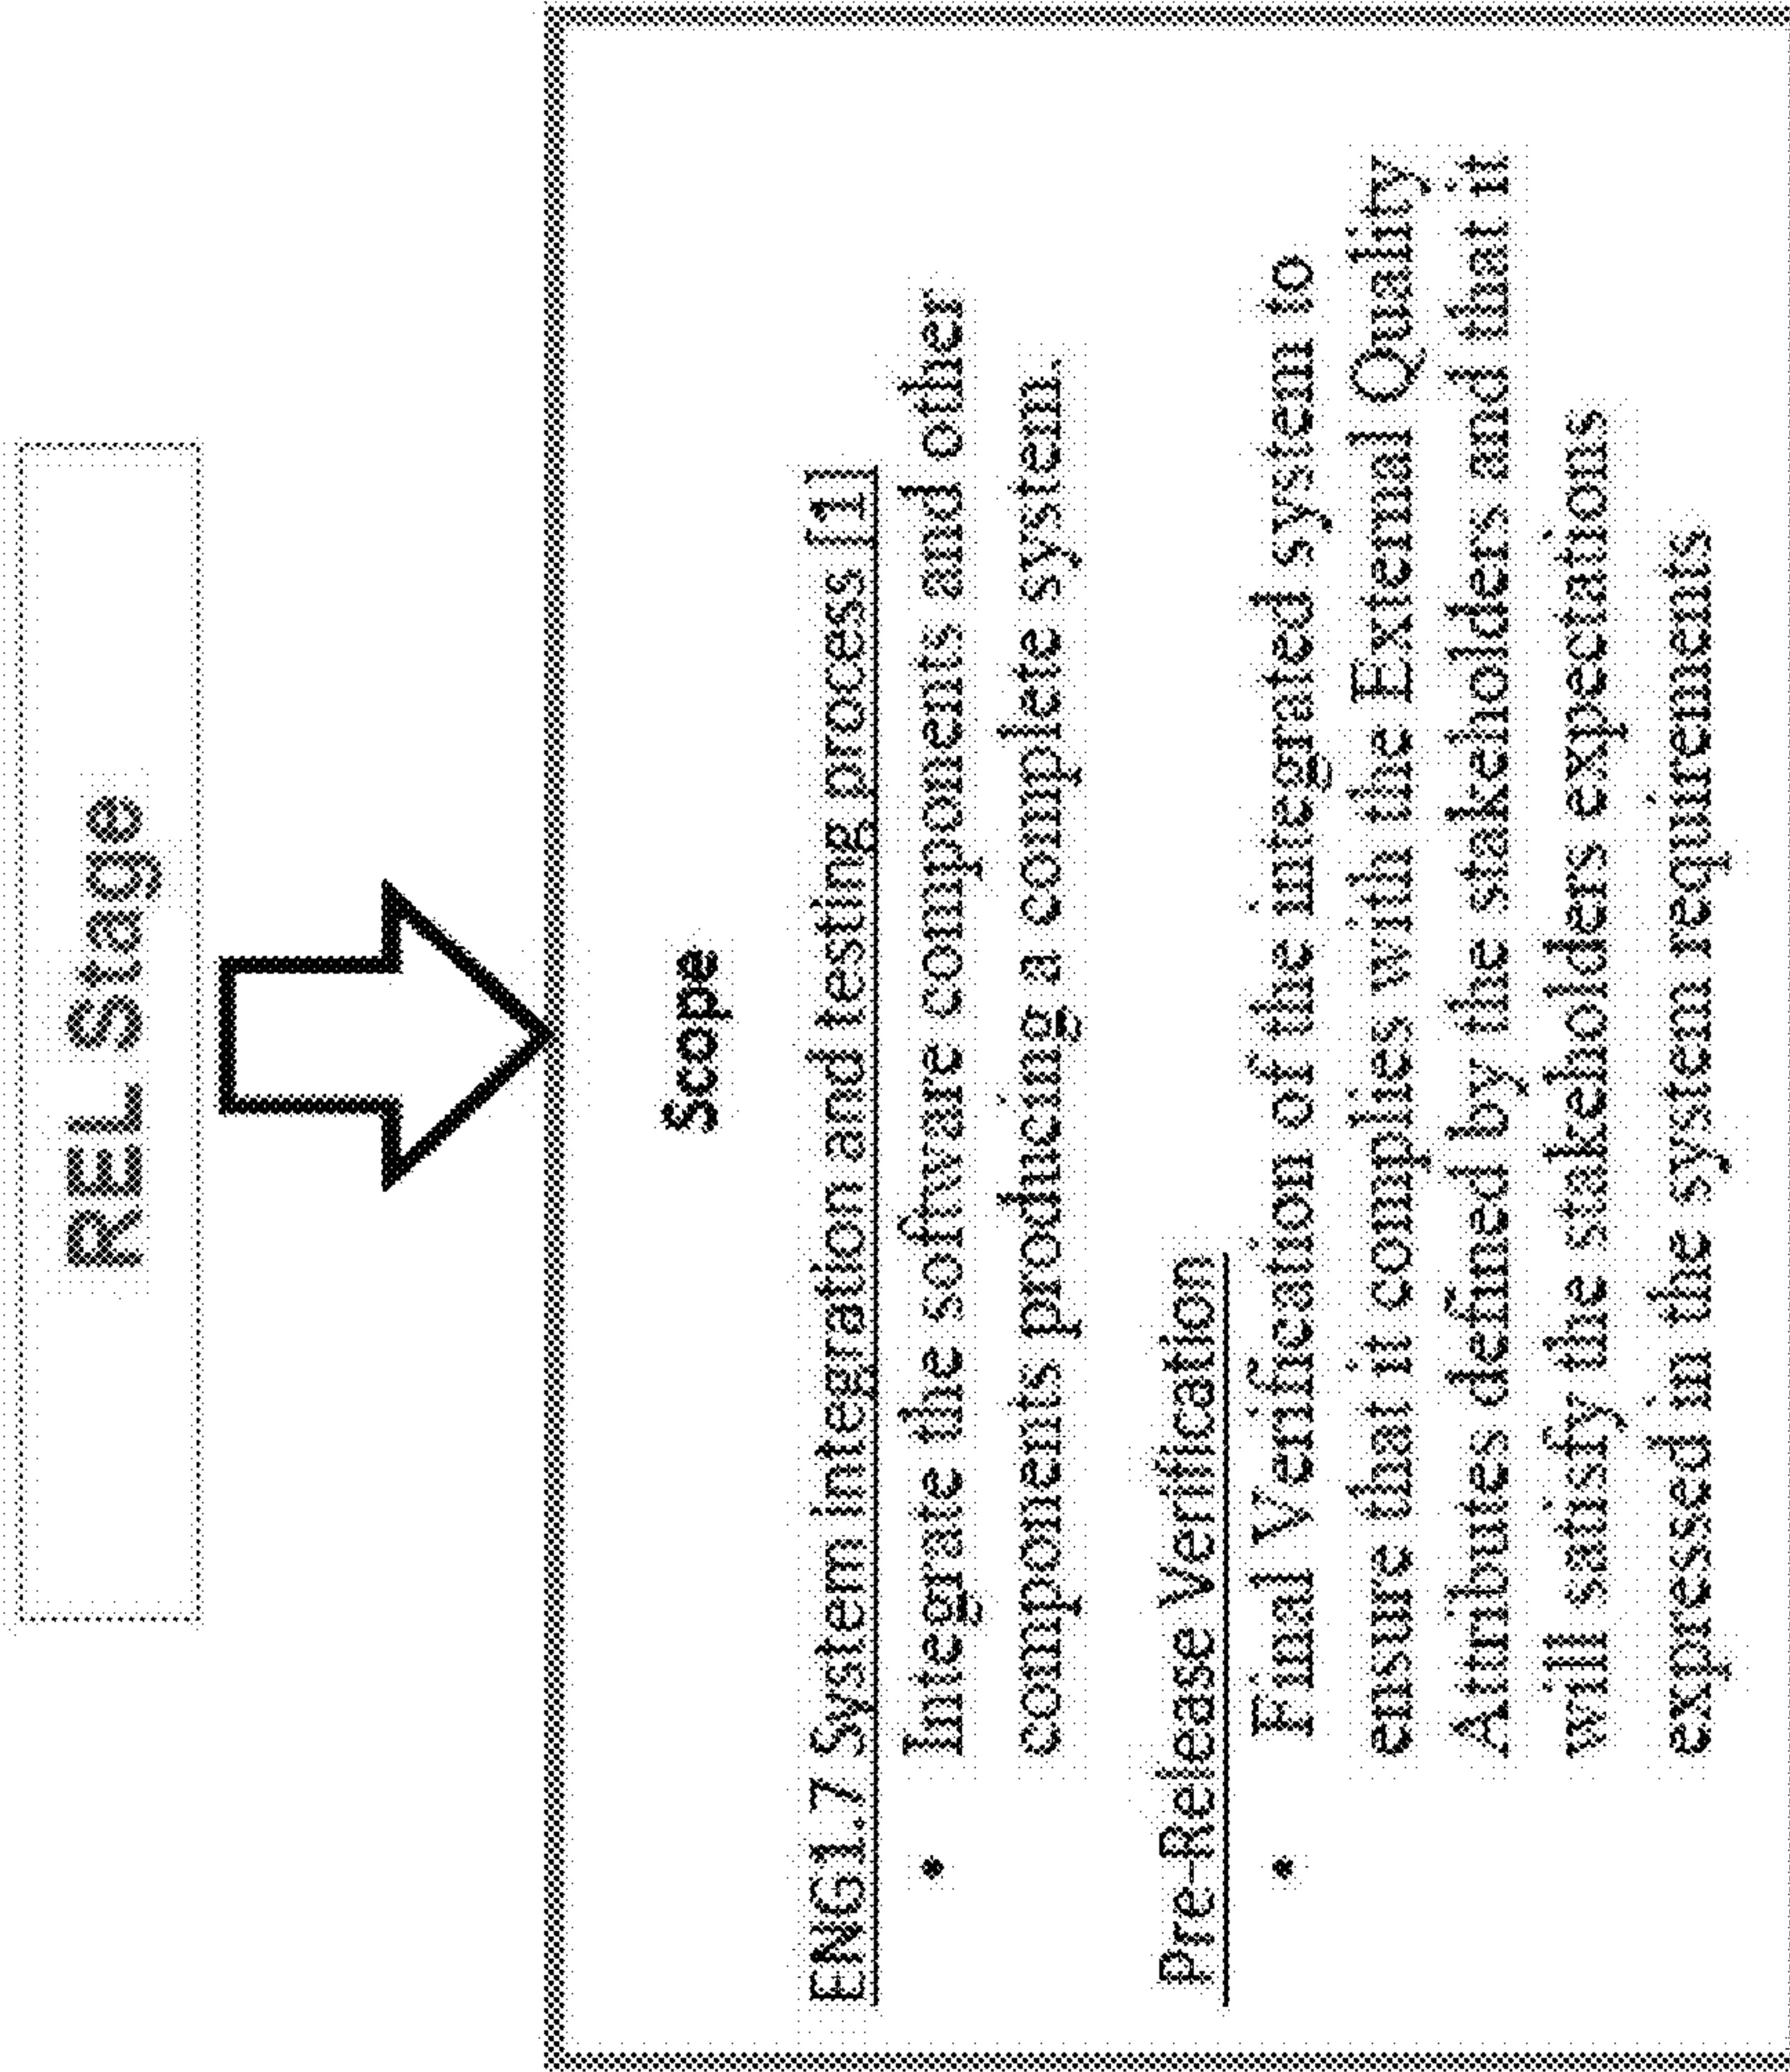 REL Stage
Scope
ENG1.7 System integration and testing process [1]
• Integrate the software components and other
components producing a complete system.
Pre-Release Verification
• Final Verification of the integrated system to
ensure that it complies with the External Quality
Attributes defined by the stakeholders and that it
will satisfy the stakeholders expectations
expressed in the system requirements